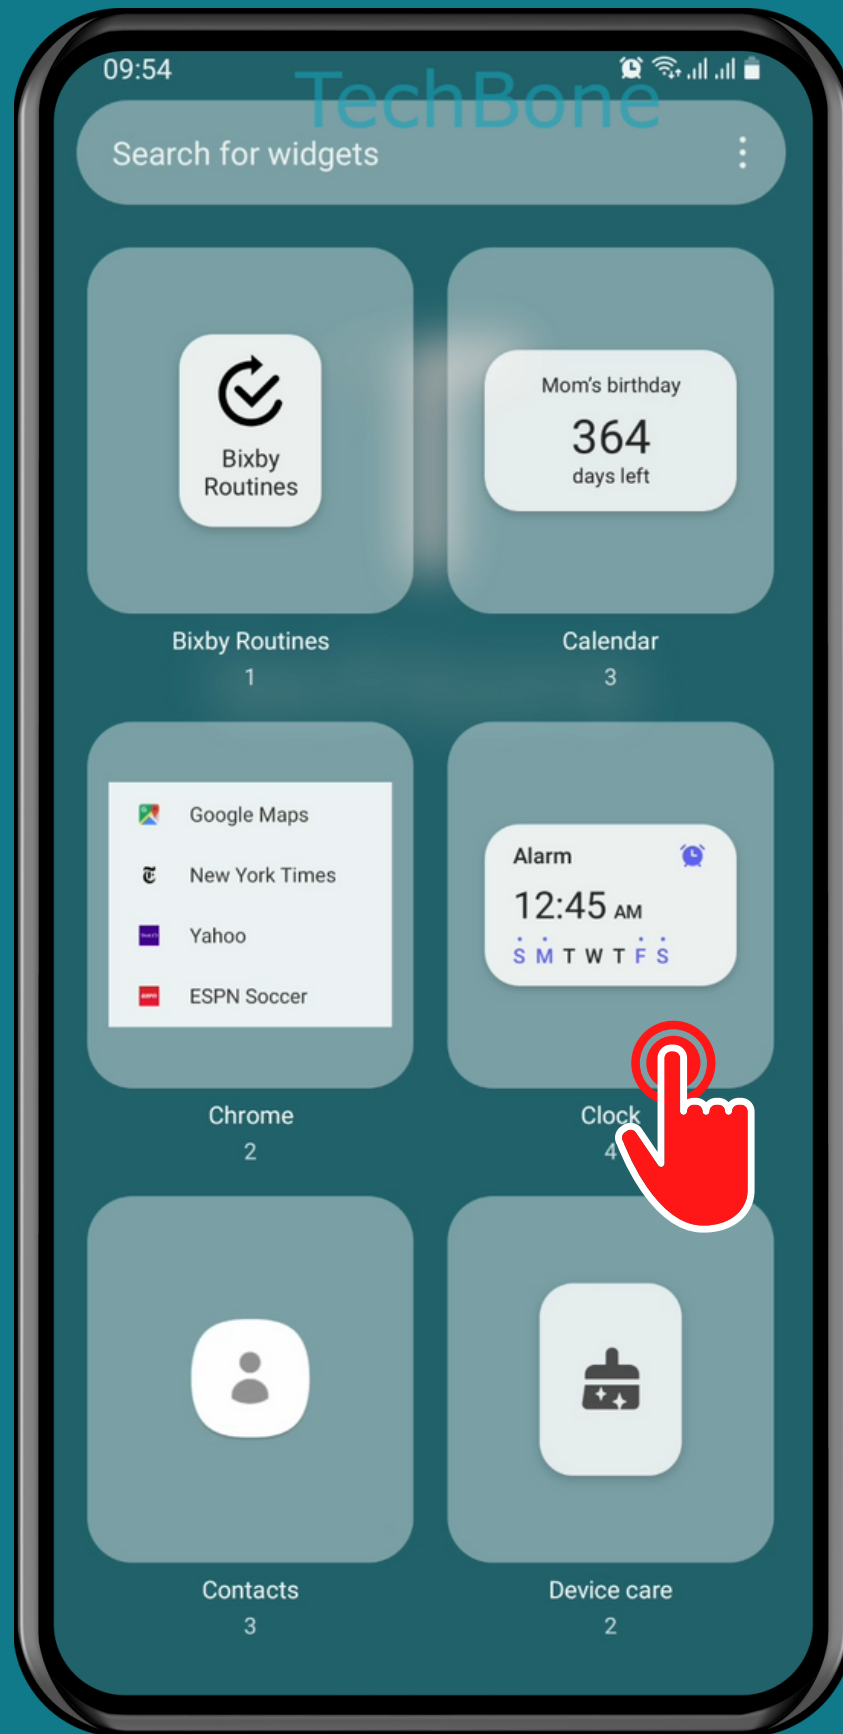 09:54
TechBone
Search for widgets
Bixby
Routines
Mom's birthday
364
days left
Bixby Routines
1
Calendar
3
Google Maps
New York Times
Yahoo
ESPN Soccer
Alarm
12:45 AM
S M T W T F S
Chrome
2
Clock
4
Contacts
3
Device care
2